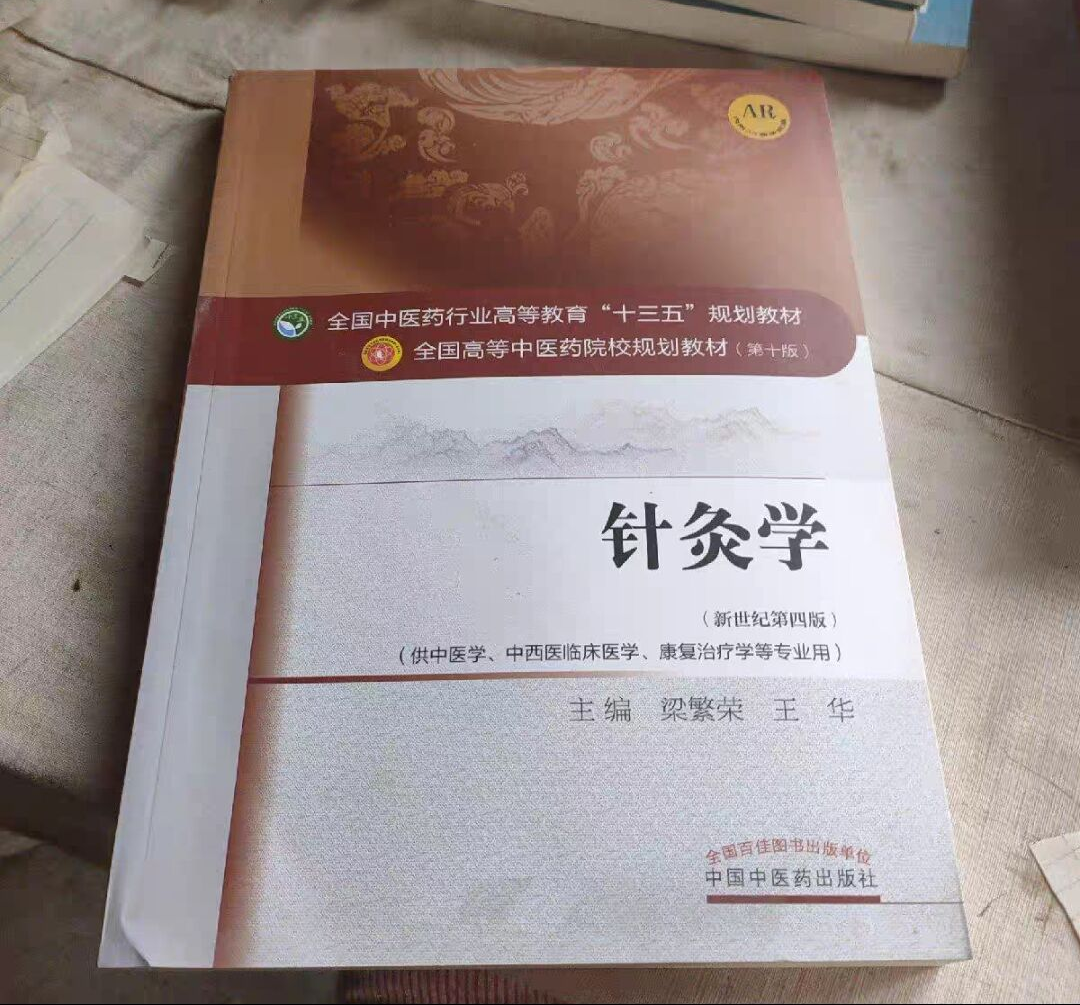 AR
全国中医药行业高等教育“十三五”规划教材
全国高等中医药院校规划教材(第十版)
针灸学
(新世纪第四版)
(供中医学、中西医临床医学、康复治疗学等专业用)
主编 梁繁荣 王 华
全国百佳图书出版单位
中国中医药出版社